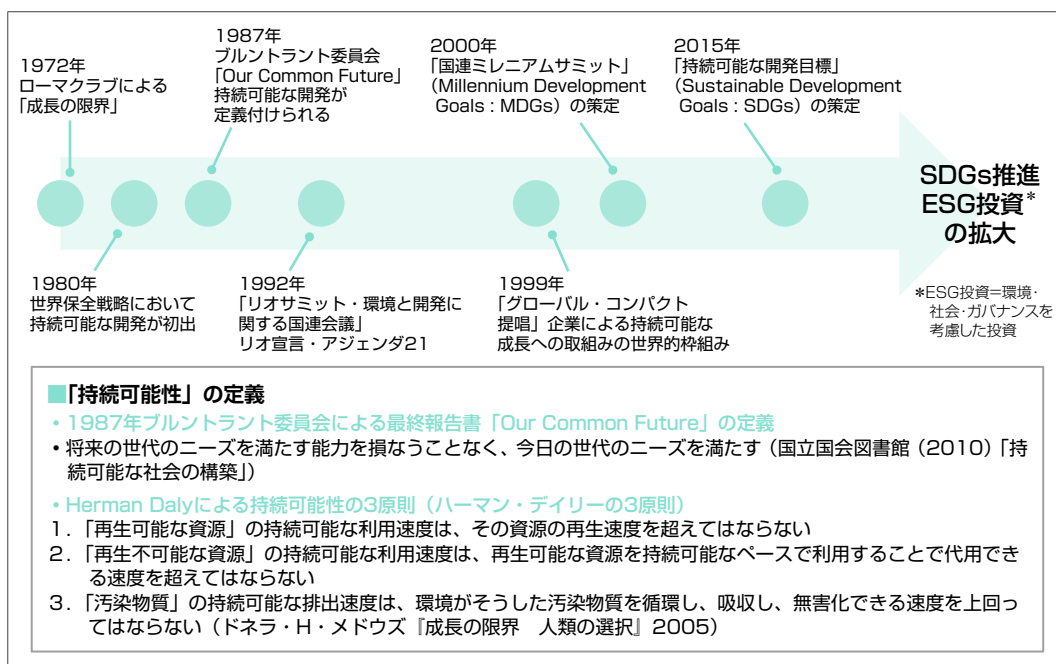 1972年
ローマクラブによる
「成長の限界」
1987年
ブルントラント委員会
「Our Common Future」
持続可能な開発が
定義付けられる
2000年
「国連ミレニアムサミット」
（Millennium Development
Goals：MDGs）の策定
2015年
「持続可能な開発目標」
（Sustainable Development
Goals：SDGs）の策定
SDGs推進
ESG投資*
の拡大
1980年
世界保全戦略において
持続可能な開発が初出
1992年
「リオサミット・環境と開発に
関する国連会議」
リオ宣言・アジェンダ21
1999年
「グローバル・コンパクト
提唱」企業による持続可能な
成長への取組みの世界的枠組み
*ESG投資＝環境・
社会・ガバナンスを
考慮した投資
■「持続可能性」の定義
・1987年ブルントラント委員会による最終報告書「Our Common Future」の定義
・将来の世代のニーズを満たす能力を損なうことなく、今日の世代のニーズを満たす（国立国会図書館（2010）「持
続可能な社会の構築」）
・Herman Dalyによる持続可能性の3原則（ハーマン・デイリーの3原則）
1．「再生可能な資源」の持続可能な利用速度は、その資源の再生速度を超えてはならない
2．「再生不可能な資源」の持続可能な利用速度は、再生可能な資源を持続可能なペースで利用することで代用でき
る速度を超えてはならない
3．「汚染物質」の持続可能な排出速度は、環境がそうした汚染物質を循環し、吸収し、無害化できる速度を上回っ
てはならない（ドネラ・H・メドウズ『成長の限界　人類の選択』2005）